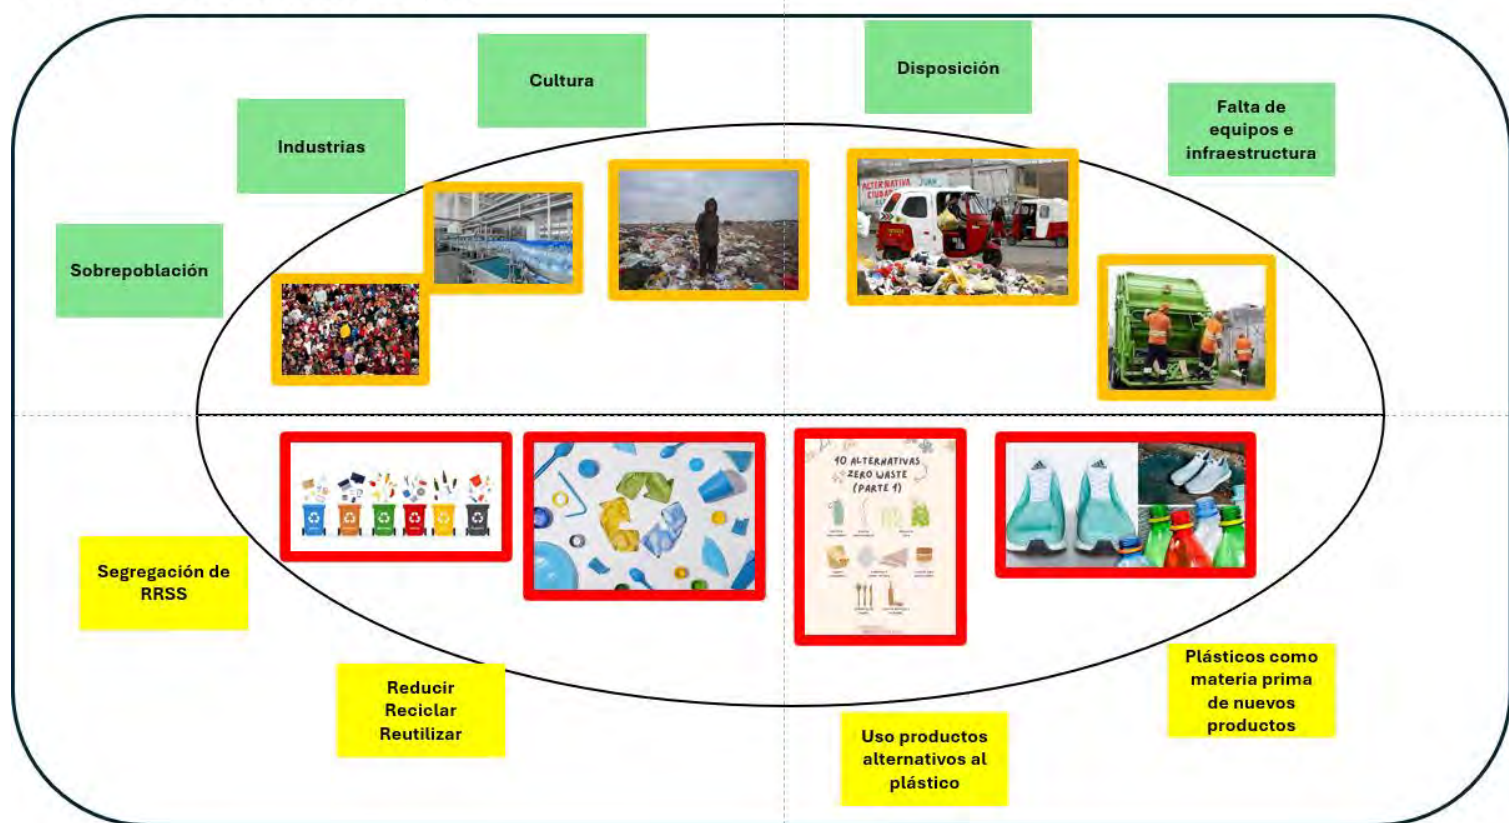 Cultura
Disposición
Industrias
Falta de
equipos e
infraestructura
Sobrepoblación
ALTERNATIVA
JUAN
10 ALTERNATIVAS
ZERO WASTE
(PARTE 1)
Segregación de
RRSS
Reducir
Reciclar
Reutilizar
Uso productos
alternativos al
plástico
Plásticos como
materia prima
de nuevos
productos